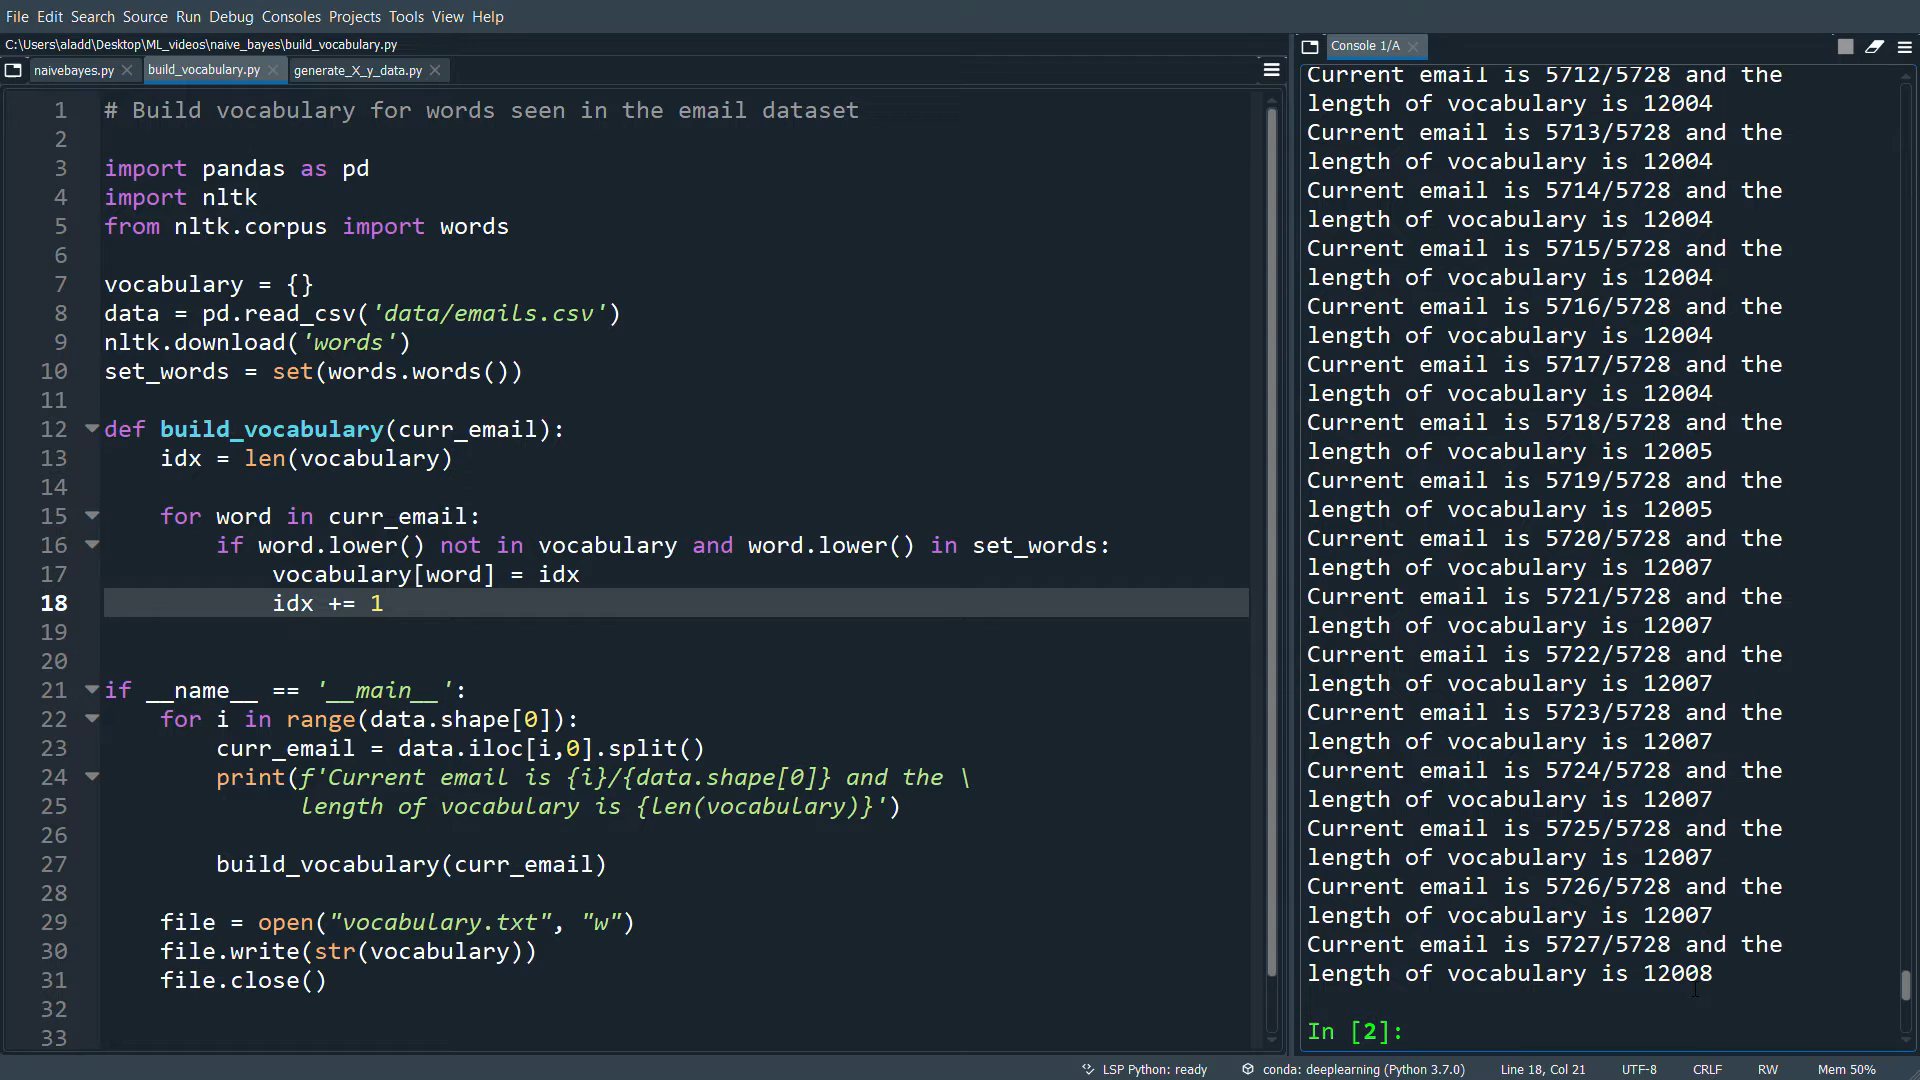 File Edit Search Source Run Debug Consoles Projects Tools View Help
C:\Users\aladd\Desktop\ML_videos\naive_bayes\build_vocabulary.py
naivebayes.py build_vocabulary.py generate_X_y_data.py
1 # Build vocabulary for words seen in the email dataset
2
3 import pandas as pd
4 import nltk
5 from nltk.corpus import words
6
7 vocabulary = {}
8 data = pd.read_csv('data/emails.csv')
9 nltk.download('words')
10 set_words = set(words.words())
11
12 def build_vocabulary(curr_email):
13 idx = len(vocabulary)
14
15 for word in curr_email:
16 if word.lower() not in vocabulary and word.lower() in set_words:
17 vocabulary[word] = idx
18 idx += 1
19
20
21 if __name__ == '__main__':
22 for i in range(data.shape[0]):
23 curr_email = data.iloc[i,0].split()
24 print(f'Current email is {i}/{data.shape[0]} and the \
25 length of vocabulary is {len(vocabulary)}')
26
27 build_vocabulary(curr_email)
28
29 file = open("vocabulary.txt", "w")
30 file.write(str(vocabulary))
31 file.close()
32
33
Console 1/A
Current email is 5712/5728 and the
length of vocabulary is 12004
Current email is 5713/5728 and the
length of vocabulary is 12004
Current email is 5714/5728 and the
length of vocabulary is 12004
Current email is 5715/5728 and the
length of vocabulary is 12004
Current email is 5716/5728 and the
length of vocabulary is 12004
Current email is 5717/5728 and the
length of vocabulary is 12004
Current email is 5718/5728 and the
length of vocabulary is 12005
Current email is 5719/5728 and the
length of vocabulary is 12005
Current email is 5720/5728 and the
length of vocabulary is 12007
Current email is 5721/5728 and the
length of vocabulary is 12007
Current email is 5722/5728 and the
length of vocabulary is 12007
Current email is 5723/5728 and the
length of vocabulary is 12007
Current email is 5724/5728 and the
length of vocabulary is 12007
Current email is 5725/5728 and the
length of vocabulary is 12007
Current email is 5726/5728 and the
length of vocabulary is 12007
Current email is 5727/5728 and the
length of vocabulary is 12008
In [2]:
LSP Python: ready conda: deeplearning (Python 3.7.0) Line 18, Col 21 UTF-8 CRLF RW Mem 50%